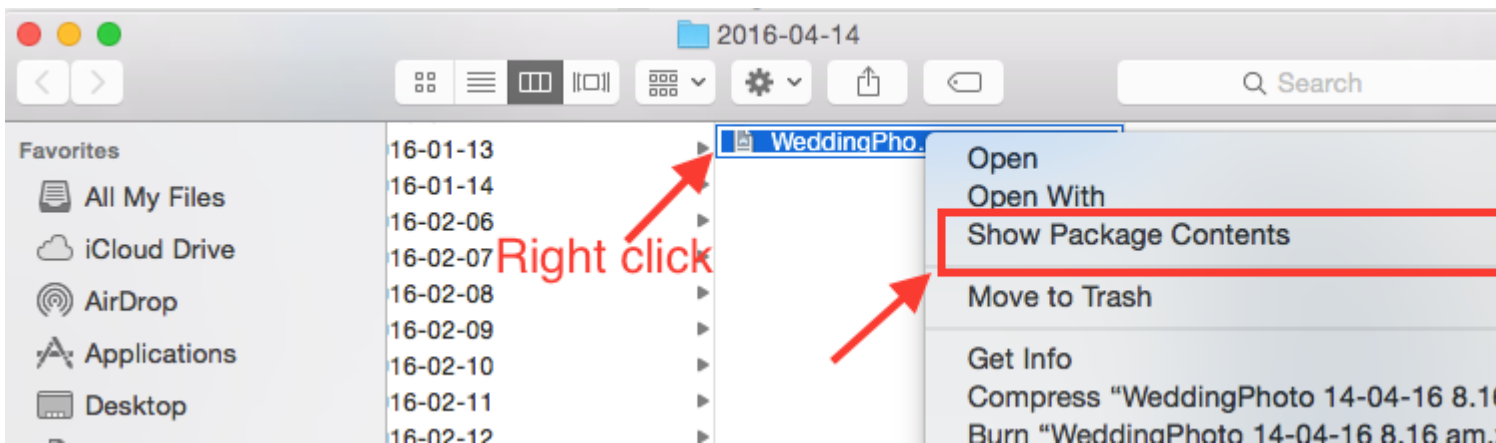 2016-04-14
Search
Favorites
All My Files
iCloud Drive
AirDrop
Applications
Desktop
16-01-13
16-01-14
16-02-06
16-02-07
16-02-08
16-02-09
16-02-10
16-02-11
16-02-12
WeddingPho.
Right click
Open
Open With
Show Package Contents
Move to Trash
Get Info
Compress “WeddingPhoto 14-04-16 8.16
Burn “WeddingPhoto 14-04-16 8.16 am.